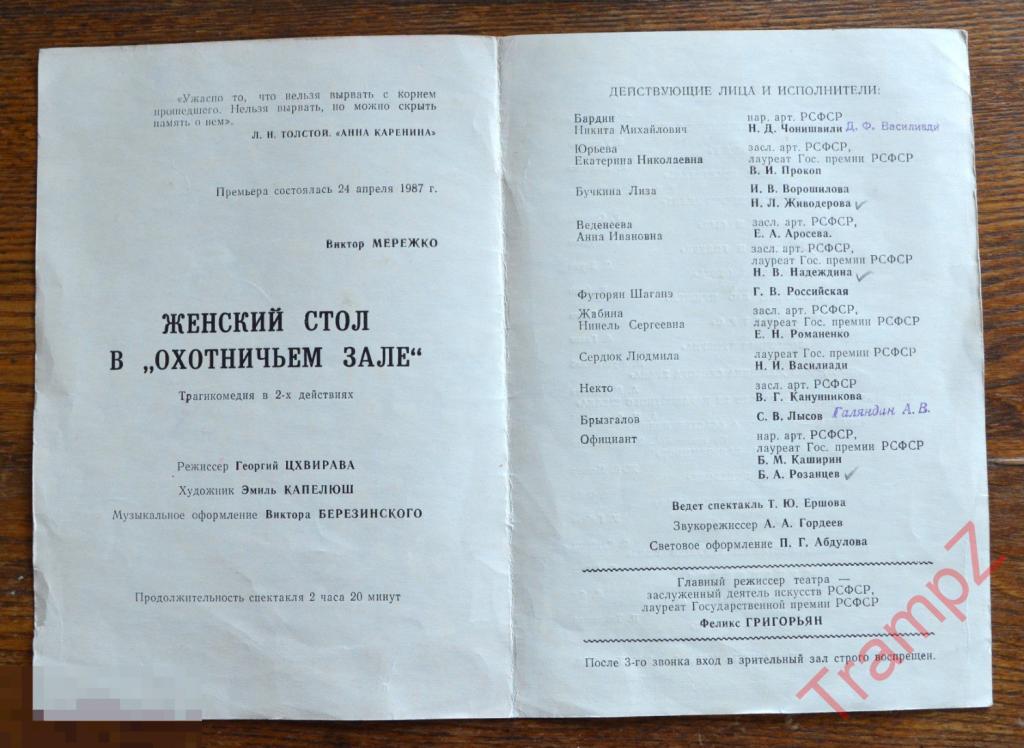 «Ужасно то, что нельзя вырвать с корнем
прошедшего. Нельзя вырвать, но можно скрыть
память о нем».
Л. Н. ТОЛСТОЙ. «АННА КАРЕНИНА»
Премьера состоялась 24 апреля 1987 г.
Виктор МЕРЕЖКО
ЖЕНСКИЙ СТОЛ
В „ОХОТНИЧЬЕМ ЗАЛЕ“
Трагикомедия в 2-х действиях
Режиссер Георгий ЦХВИРАВА
Художник Эмиль КАПЕЛЮШ
Музыкальное оформление Виктора БЕРЕЗИНСКОГО
Продолжительность спектакля 2 часа 20 минут
ДЕЙСТВУЮЩИЕ ЛИЦА И ИСПОЛНИТЕЛИ:
Бардин нар. арт. РСФСР
Никита Михайлович Н. Д. Чонишвили Д. Ф. Василиади
Юрьева засл. арт. РСФСР,
Екатерина Николаевна лауреат Гос. премии РСФСР
В. И. Прокоп
Бучкина Лиза И. В. Ворошилова
Н. Л. Живодерова
Веденеева засл. арт. РСФСР,
Анна Ивановна Е. А. Аросева.
засл. арт. РСФСР,
лауреат Гос. премии РСФСР
Н. В. Надеждина
Футорян Шаганэ Г. В. Российская
Жабина засл. арт. РСФСР,
Нинель Сергеевна лауреат Гос. премии РСФСР
Е. Н. Романенко
Сердюк Людмила лауреат Гос. премии РСФСР
Н. И. Василиади
Некто засл. арт. РСФСР
В. Г. Канунникова
Брызгалов С. В. Лысов Галяндин А. В.
Официант нар. арт. РСФСР,
лауреат Гос. премии РСФСР
Б. М. Каширин
Б. А. Розанцев
Ведет спектакль Т. Ю. Ершова
Звукорежиссер А. А. Гордеев
Световое оформление П. Г. Абдулова
Главный режиссер театра —
заслуженный деятель искусств РСФСР,
лауреат Государственной премии РСФСР
Феликс ГРИГОРЬЯН
После 3-го звонка вход в зрительный зал строго воспрещен.
TrampZ